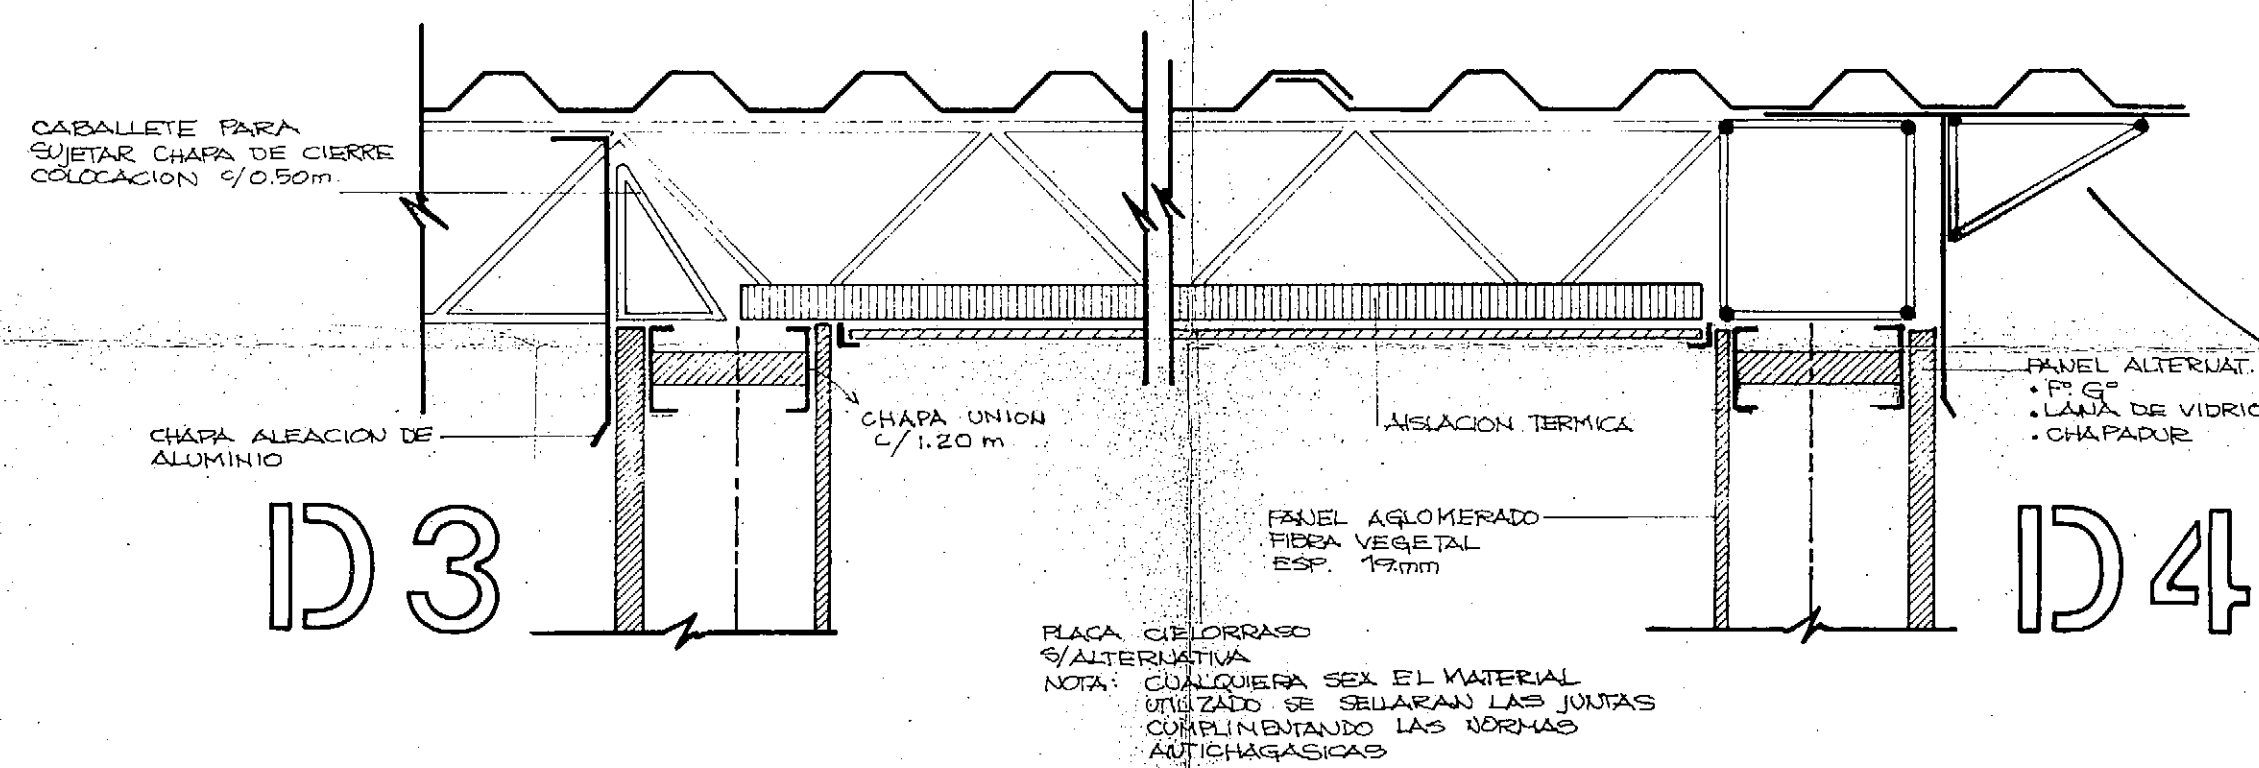 CABALLETE PARA
SUJETAR CHAPA DE CIERRE
COLOCACION c/0.50m.
CHAPA ALEACION DE
ALUMINIO
CHAPA UNION
c/1.20 m
AISLACION TERMICA
PANEL ALTERNAT.
• Fº Gº
• LANA DE VIDRIO
• CHAPADUR
D3
PANEL AGLOMERADO
FIBRA VEGETAL
ESP. 19mm
D4
PLACA CIELORRASO
S/ALTERNATIVA
NOTA: CUALQUIERA SEA EL MATERIAL
UTILIZADO SE SELLARAN LAS JUNTAS
CUMPLIMENTANDO LAS NORMAS
ANTICHAGASICAS